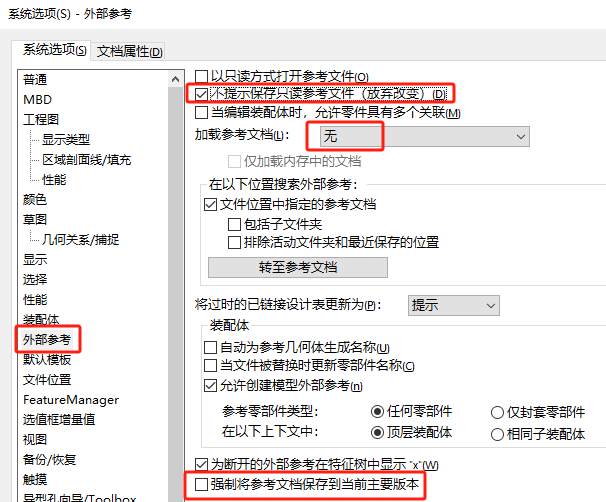 系统选项(S) - 外部参考
系统选项(S)
文档属性(D)
普通
MBD
工程图
显示类型
区域剖面线/填充
性能
颜色
草图
几何关系/捕捉
显示
选择
性能
装配体
外部参考
默认模板
文件位置
FeatureManager
选值框增量值
视图
备份/恢复
触摸
异型孔向导/Toolbox
以只读方式打开参考文件(O)
不提示保存只读参考文件（放弃改变）(D)
当编辑装配体时，允许零件具有多个关联(M)
加载参考文档(L): 无
仅加载内存中的文档
在以下位置搜索外部参考:
文件位置中指定的参考文档
包括子文件夹
排除活动文件夹和最近保存的位置
转至参考文档
将过时的已链接设计表更新为(P): 提示
装配体
自动为参考几何体生成名称(U)
当文件被替换时更新零部件名称(C)
允许创建模型外部参考(n)
参考零部件类型: 任何零部件 仅封套零部件
在以下上下文中: 顶层装配体 相同子装配体
为断开的外部参考在特征树中显示 "x"(W)
强制将参考文档保存到当前主要版本